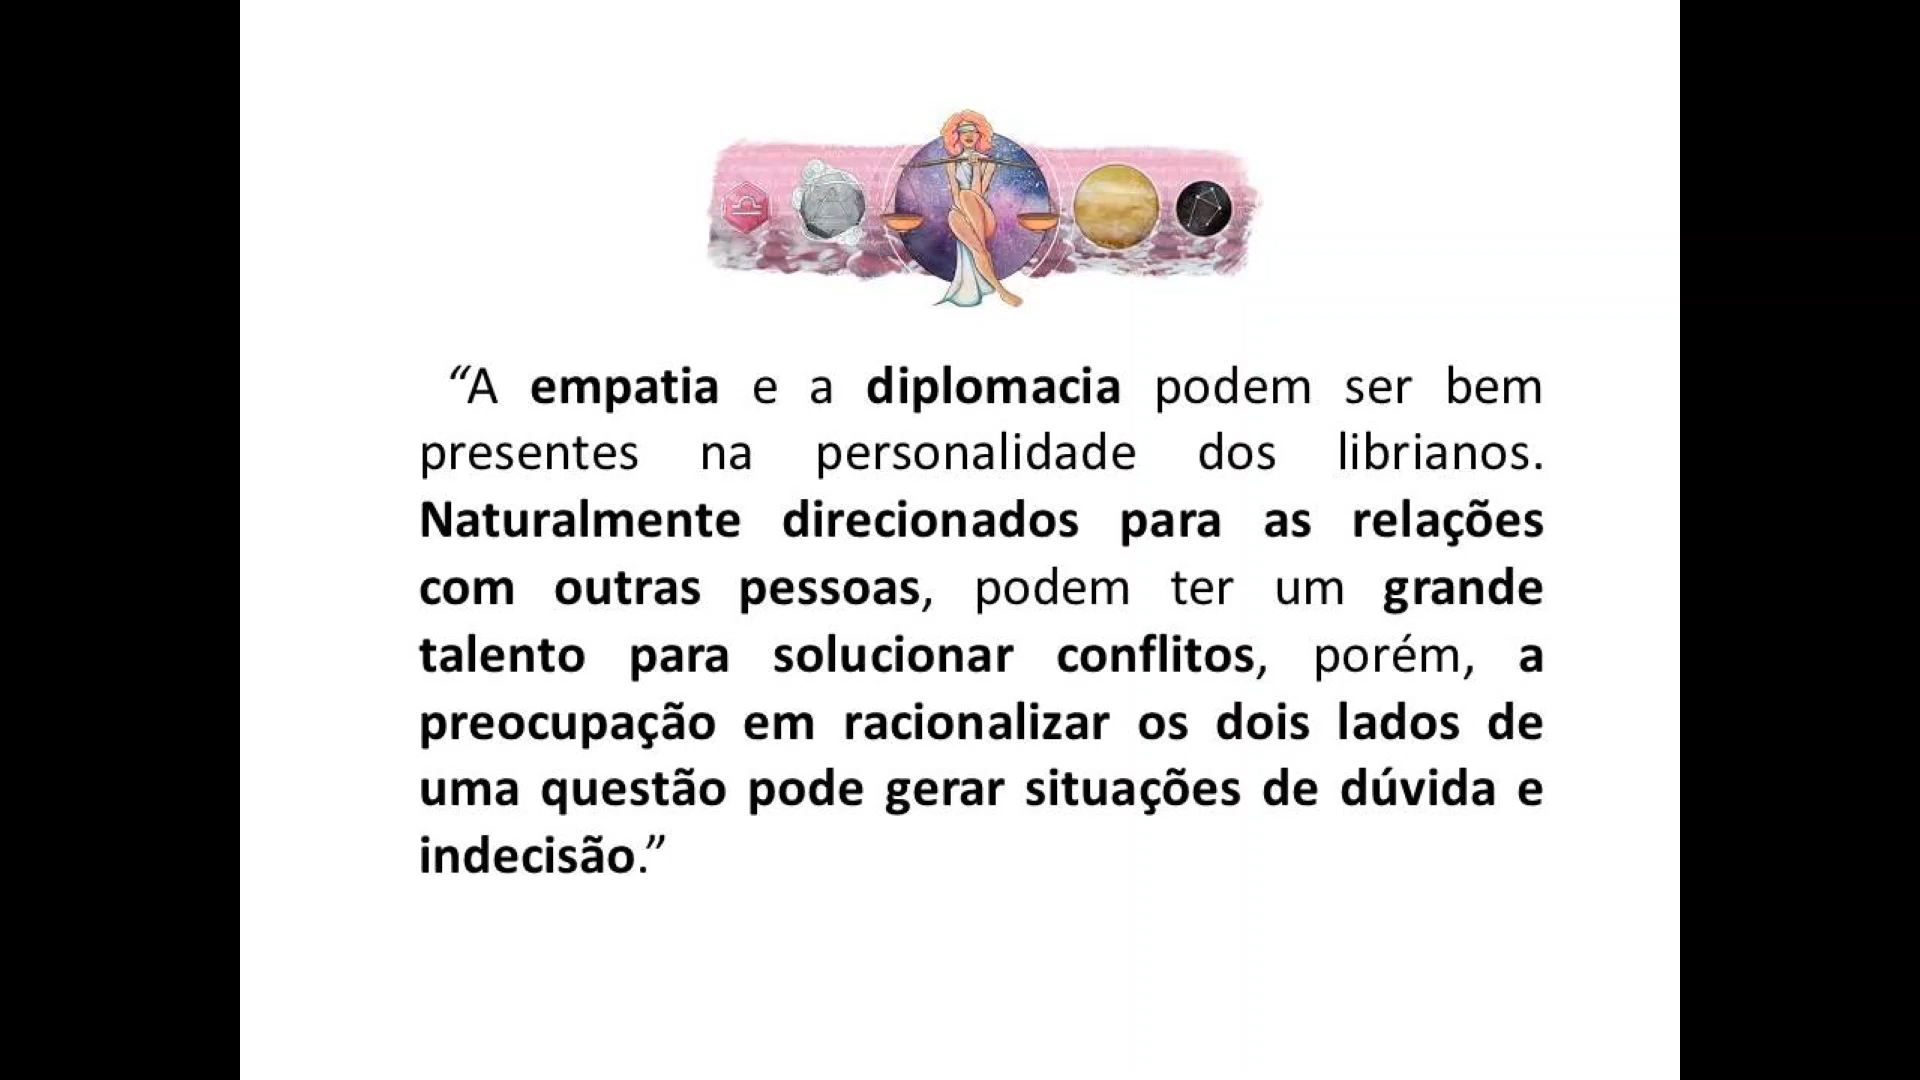 “A empatia e a diplomacia podem ser bem
presentes na personalidade dos librianos.
Naturalmente direcionados para as relações
com outras pessoas, podem ter um grande
talento para solucionar conflitos, porém, a
preocupação em racionalizar os dois lados de
uma questão pode gerar situações de dúvida e
indecisão.”